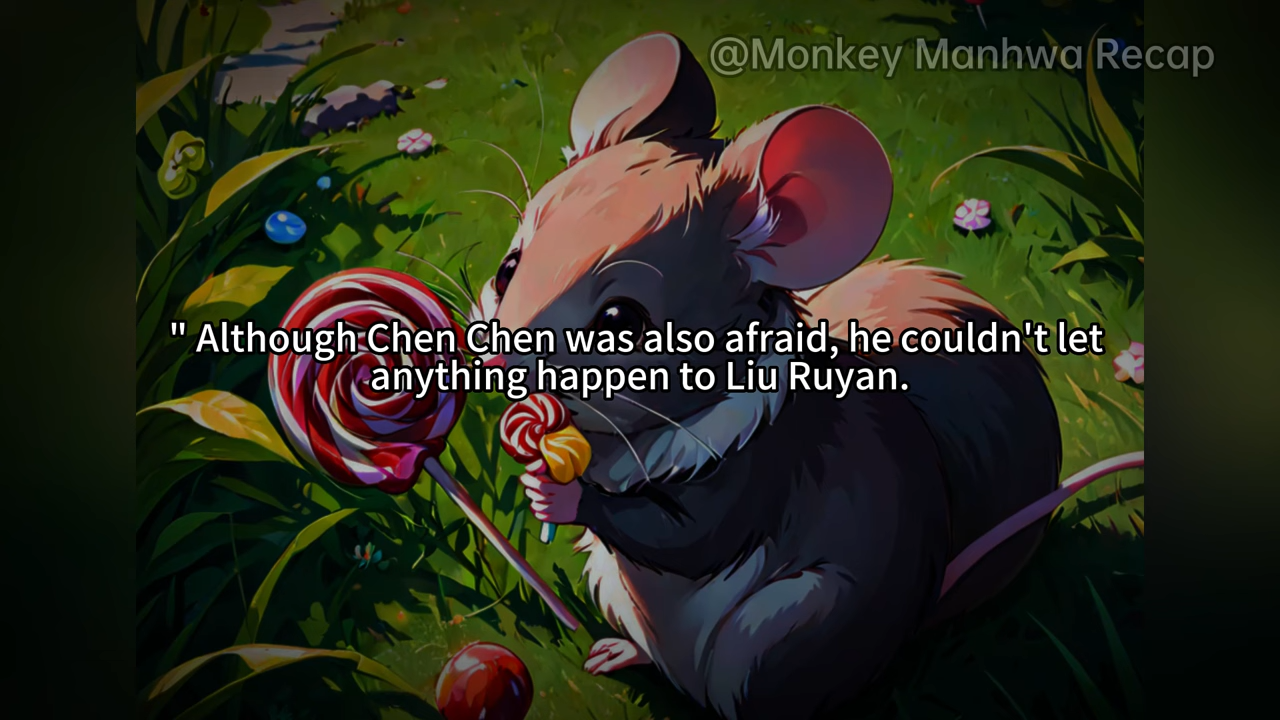 @Monkey Manhwa Recap
" Although Chen Chen was also afraid, he couldn't let
anything happen to Liu Ruyan.